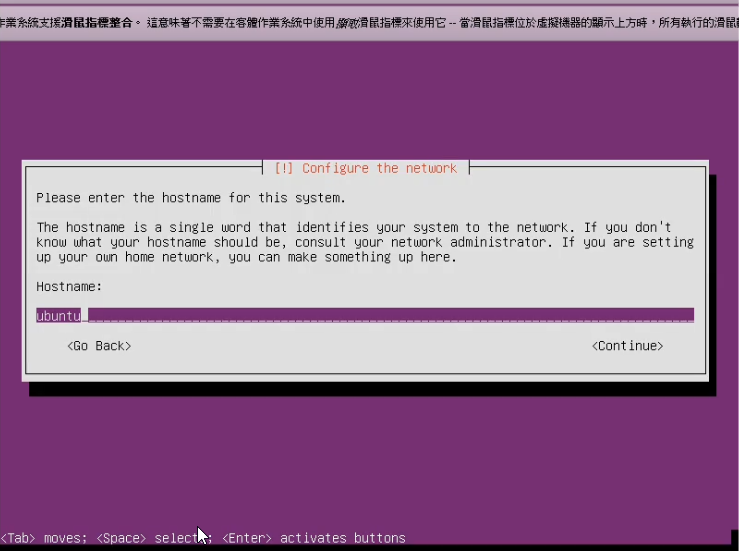 作業系統支援滑鼠指標整合。 這意味著不需要在客體作業系統中使用擷取滑鼠指標來使用它 -- 當滑鼠指標位於虛擬機器的顯示上方時，所有執行的滑鼠
[!] Configure the network
Please enter the hostname for this system.
The hostname is a single word that identifies your system to the network. If you don't
know what your hostname should be, consult your network administrator. If you are setting
up your own home network, you can make something up here.
Hostname:
ubuntu
<Go Back> <Continue>
<Tab> moves; <Space> selects; <Enter> activates buttons